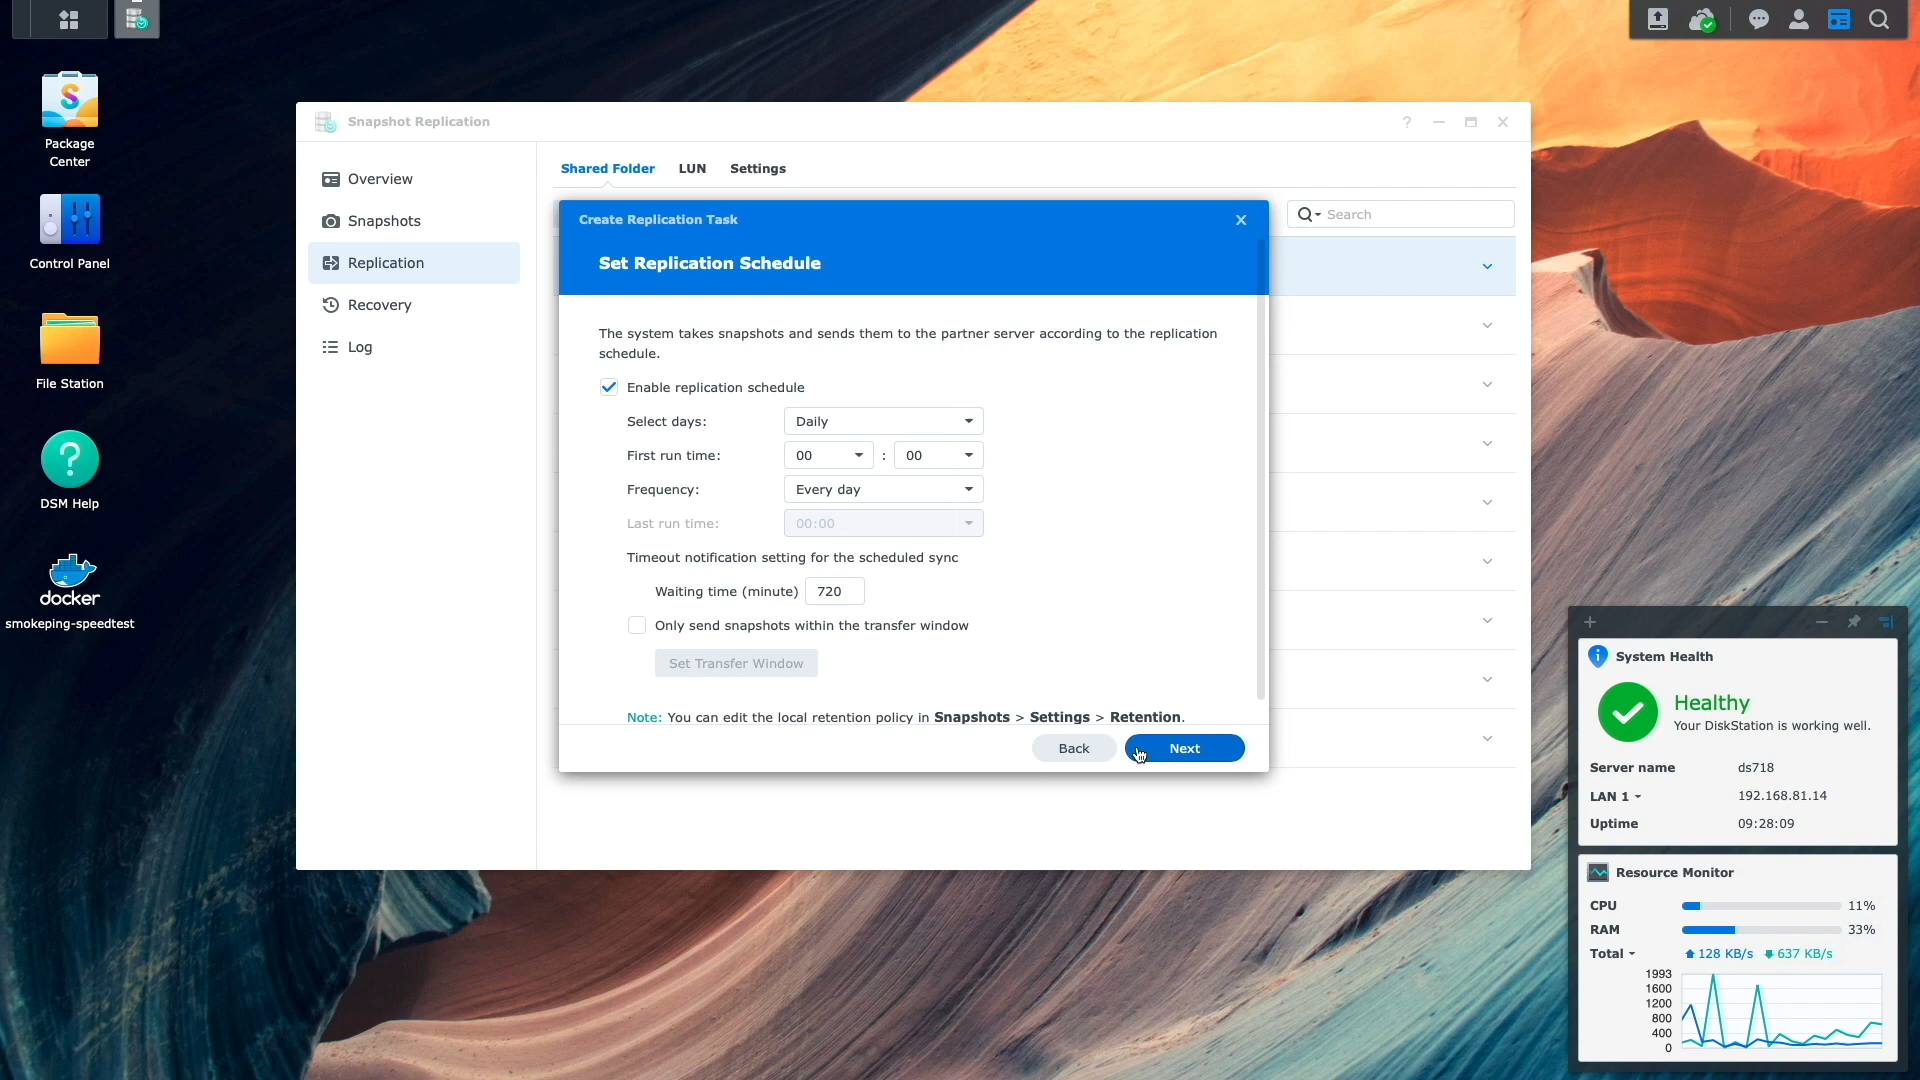 Package
Center
Control Panel
File Station
DSM Help
docker
smokeping-speedtest
Snapshot Replication
Overview
Snapshots
Replication
Recovery
Log
Shared Folder LUN Settings
Search
Create Replication Task
Set Replication Schedule
The system takes snapshots and sends them to the partner server according to the replication
schedule.
Enable replication schedule
Select days: Daily
First run time: 00 : 00
Frequency: Every day
Last run time: 00:00
Timeout notification setting for the scheduled sync
Waiting time (minute) 720
Only send snapshots within the transfer window
Set Transfer Window
Note: You can edit the local retention policy in Snapshots > Settings > Retention.
Back Next
System Health
Healthy
Your DiskStation is working well.
Server name ds718
LAN 1 192.168.81.14
Uptime 09:28:09
Resource Monitor
CPU 11%
RAM 33%
Total 128 KB/s 637 KB/s
1993
1600
1200
800
400
0